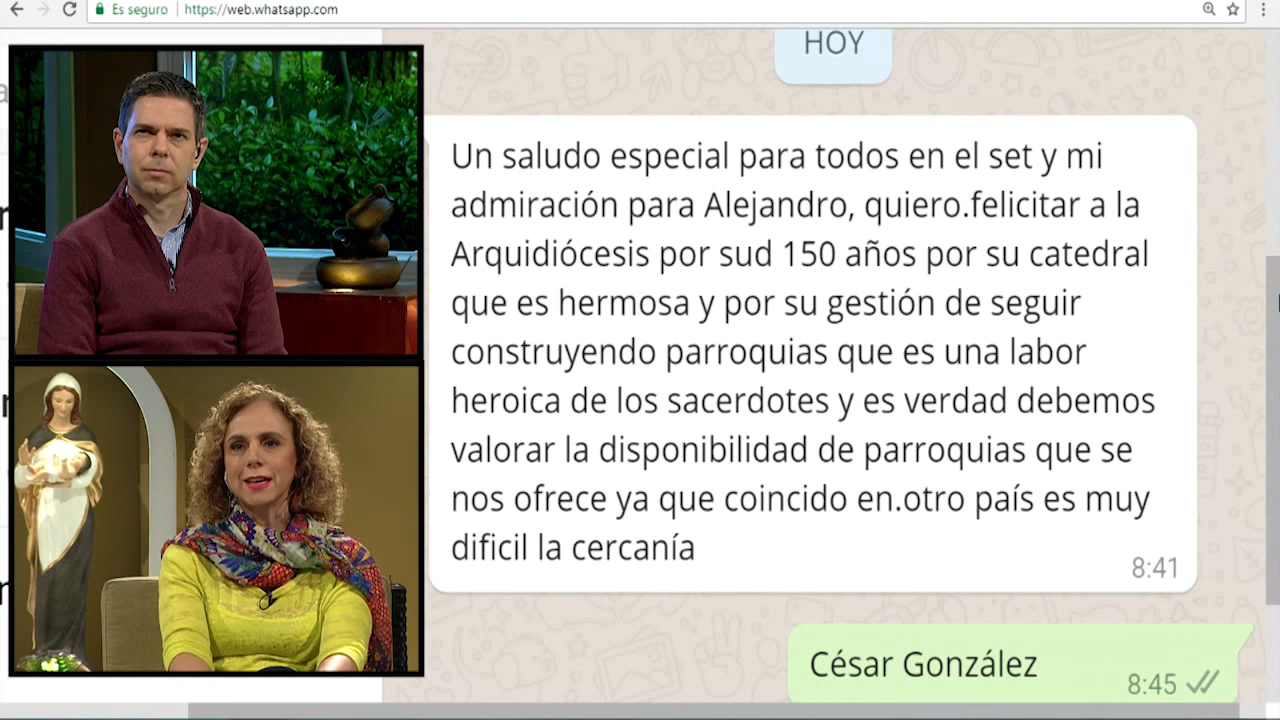 Es seguro https://web.whatsapp.com
HOY
Un saludo especial para todos en el set y mi
admiración para Alejandro, quiero.felicitar a la
Arquidiócesis por sud 150 años por su catedral
que es hermosa y por su gestión de seguir
construyendo parroquias que es una labor
heroica de los sacerdotes y es verdad debemos
valorar la disponibilidad de parroquias que se
nos ofrece ya que coincido en.otro país es muy
dificil la cercanía
8:41
César González
8:45